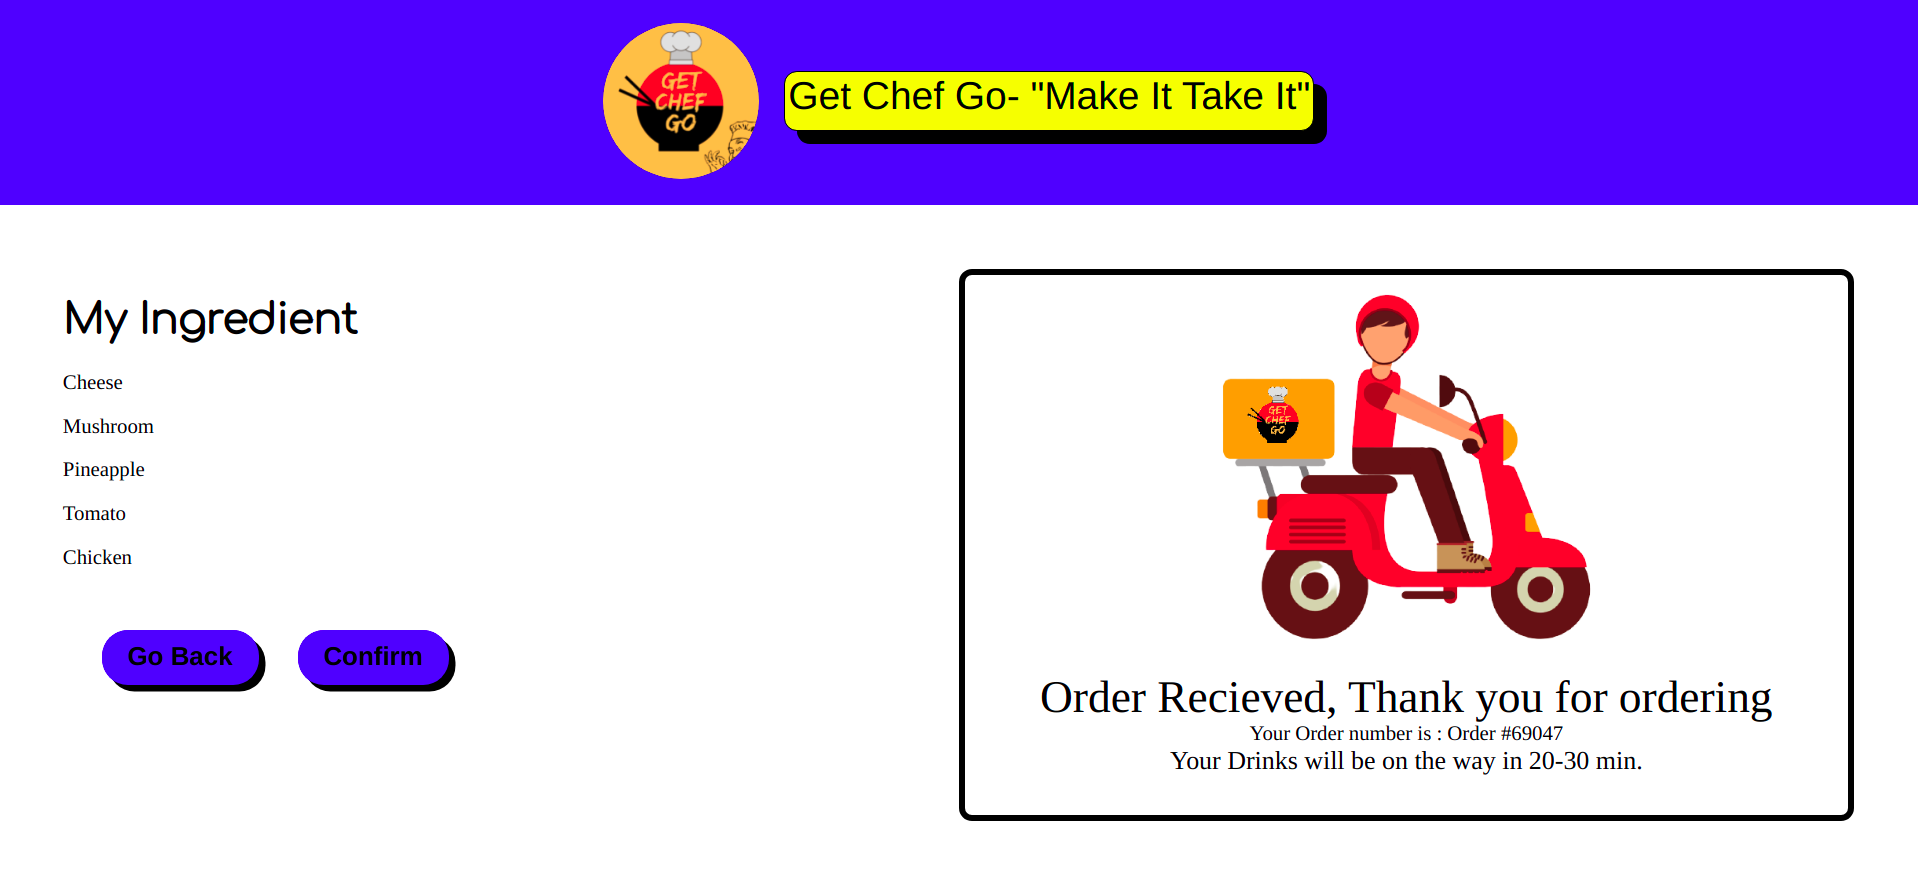 GET
CHEF
GO
Get Chef Go- "Make It Take It"
My Ingredient
Cheese
Mushroom
Pineapple
Tomato
Chicken
Go Back
Confirm
GET
CHEF
GO
Order Recieved, Thank you for ordering
Your Order number is : Order #69047
Your Drinks will be on the way in 20-30 min.